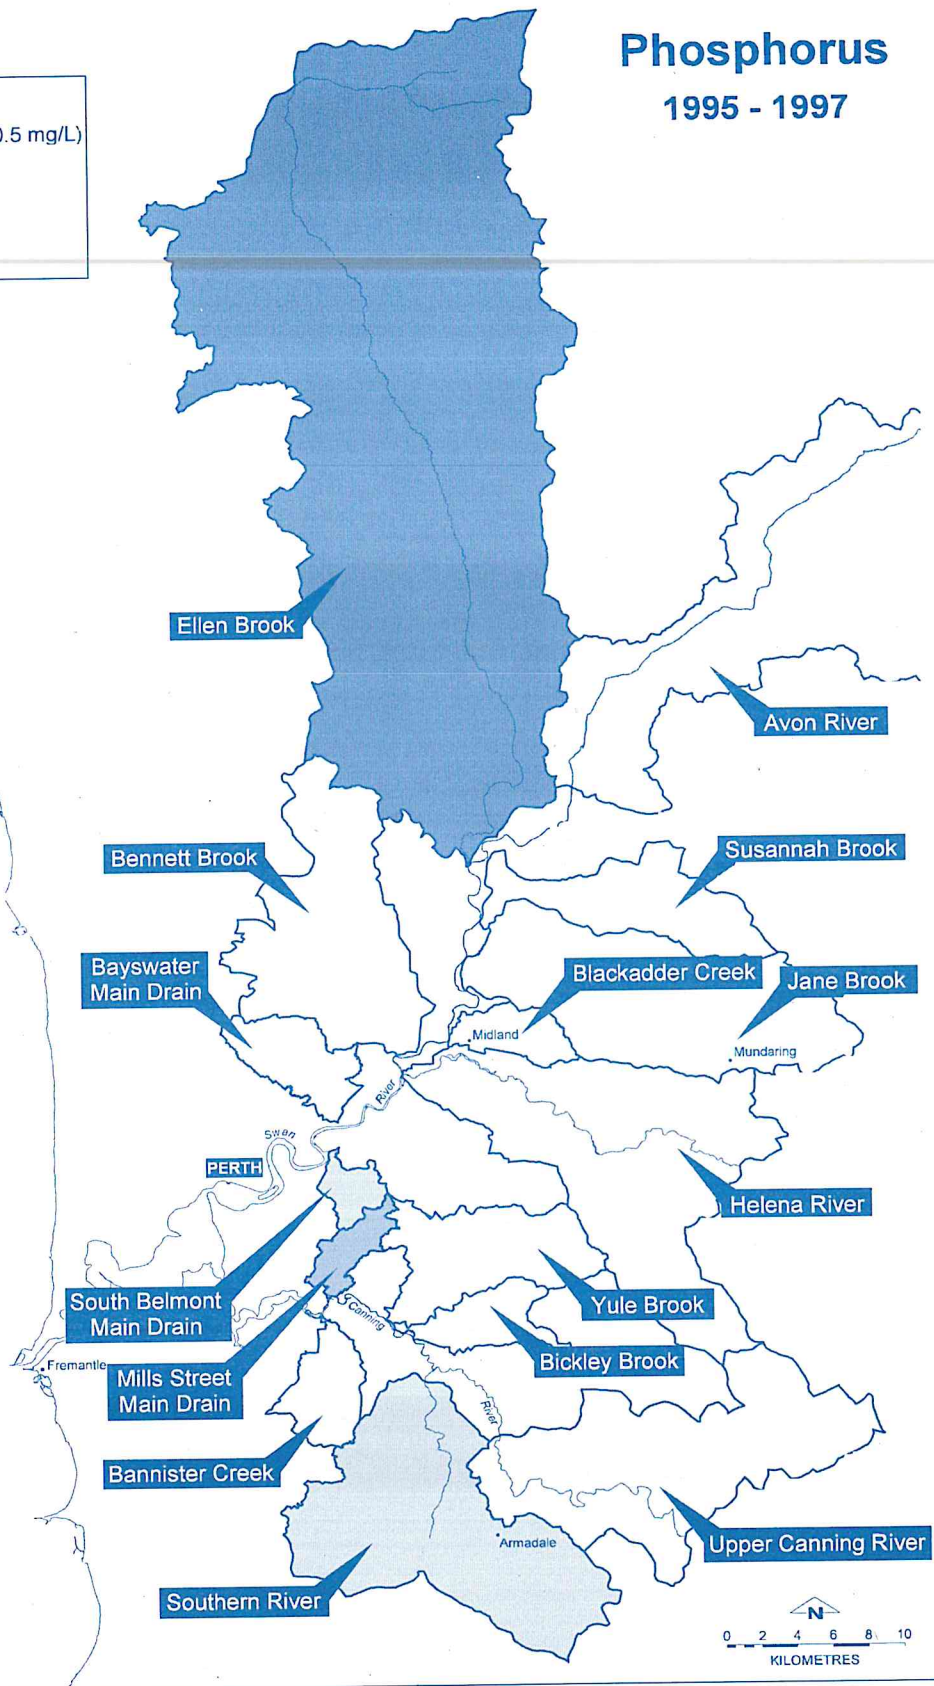 Phosphorus
1995 - 1997
0.5 mg/L)
Ellen Brook
Avon River
Bennett Brook
Susannah Brook
Bayswater
Main Drain
Blackadder Creek
Jane Brook
Midland
Mundaring
River
Swan
PERTH
Helena River
South Belmont
Main Drain
Canning
Yule Brook
Fremantle
Bickley Brook
Mills Street
Main Drain
River
Bannister Creek
Armadale
Upper Canning River
Southern River
N
0 2 4 6 8 10
KILOMETRES